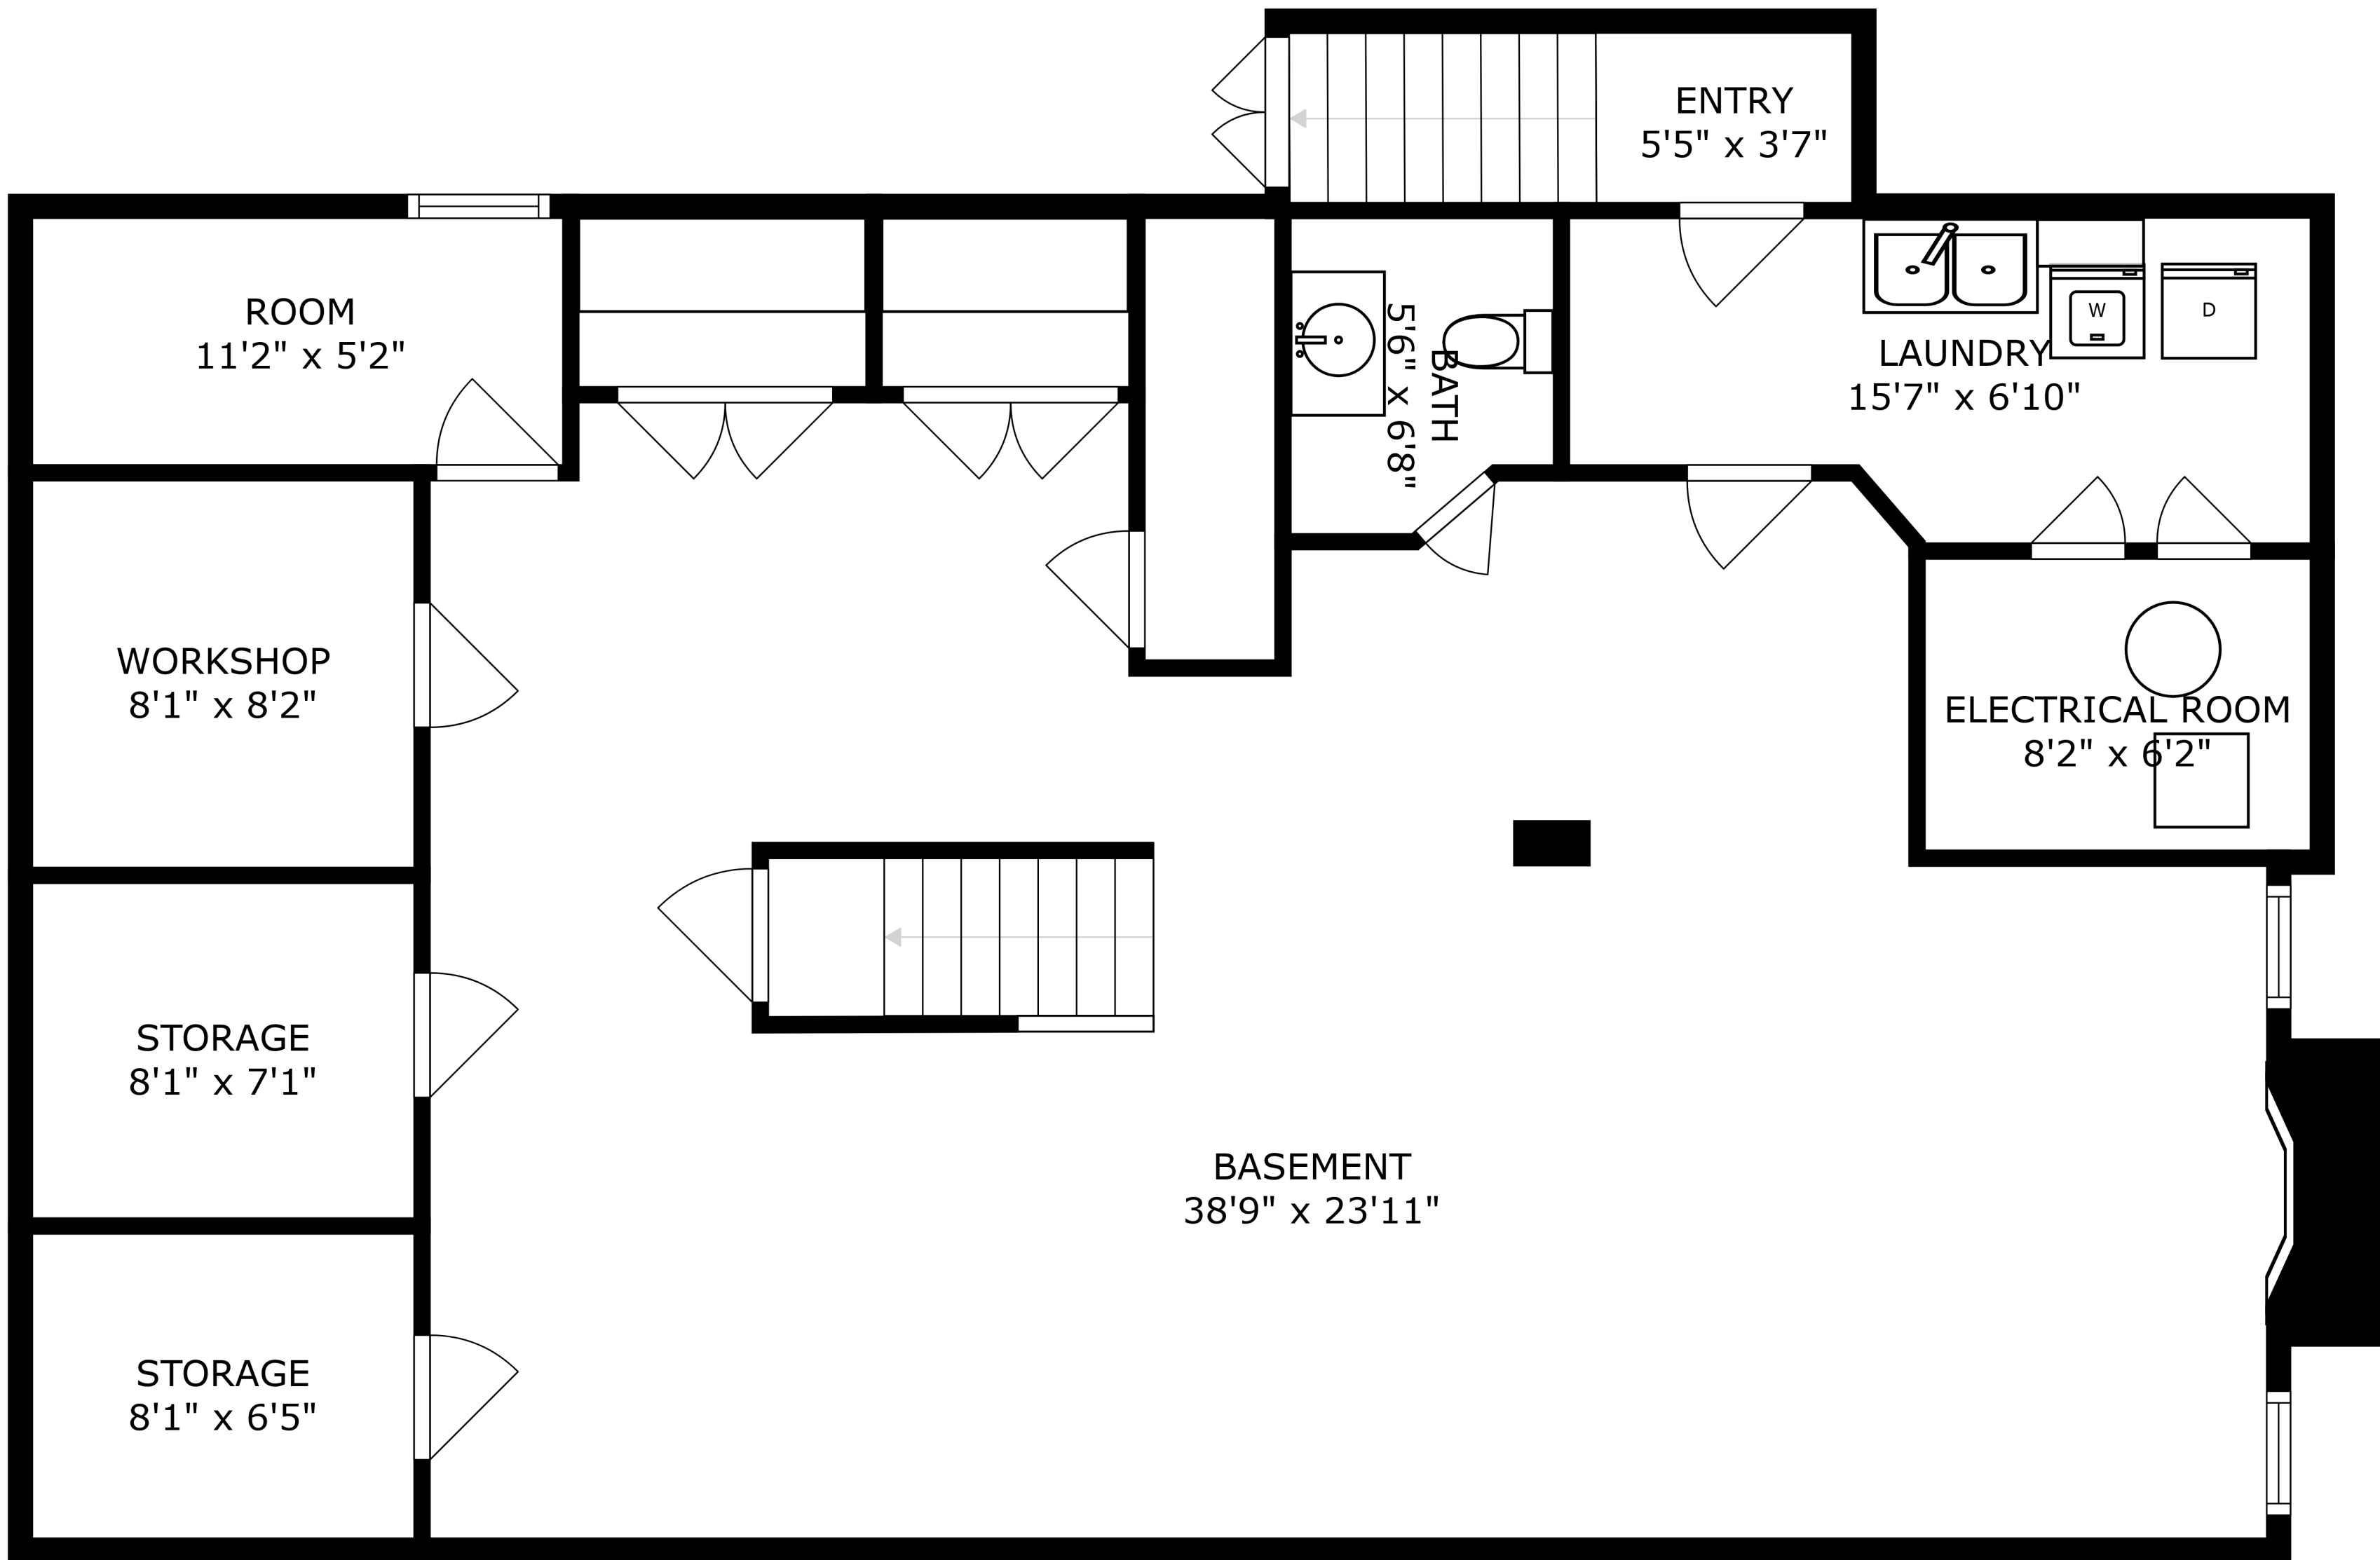 ENTRY
5'5" x 3'7"
ROOM
11'2" x 5'2"
BATH
5'6" x 6'8"
W
D
LAUNDRY
15'7" x 6'10"
WORKSHOP
8'1" x 8'2"
ELECTRICAL ROOM
8'2" x 6'2"
STORAGE
8'1" x 7'1"
BASEMENT
38'9" x 23'11"
STORAGE
8'1" x 6'5"